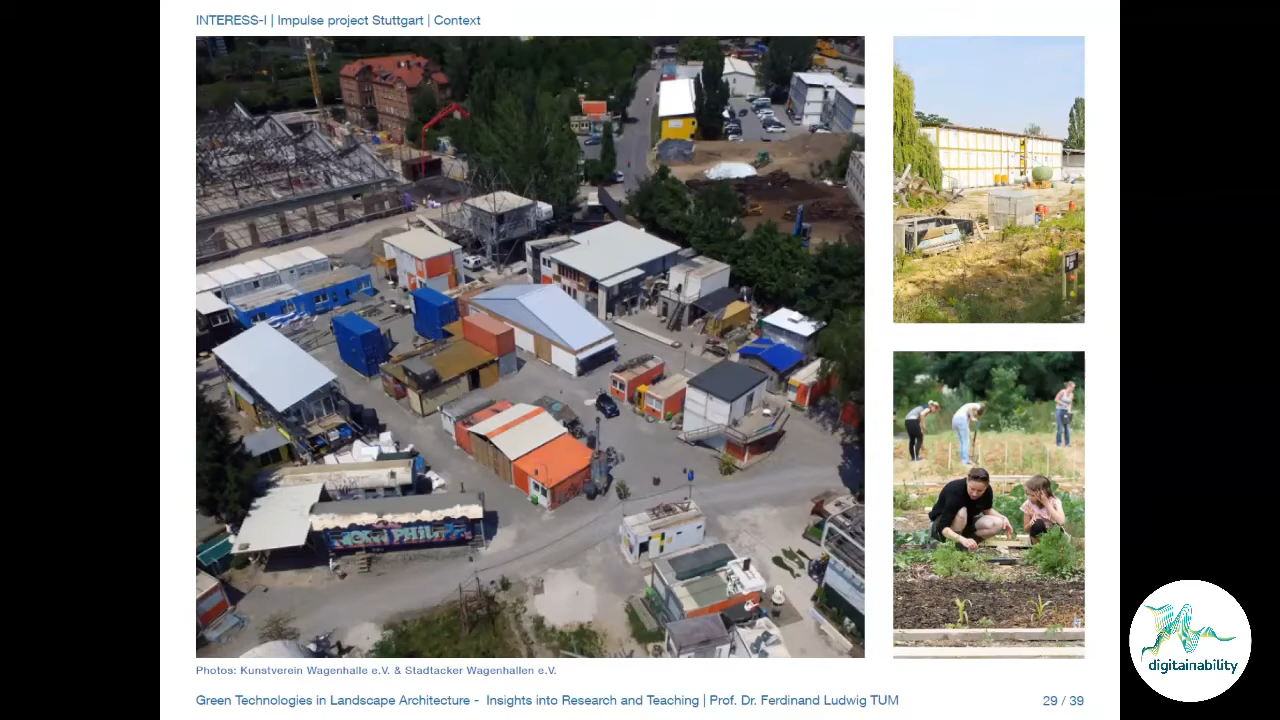 INTERESS-I | Impulse project Stuttgart | Context
Photos: Kunstverein Wagenhalle e.V. & Stadtacker Wagenhallen e.V.
Green Technologies in Landscape Architecture - Insights into Research and Teaching | Prof. Dr. Ferdinand Ludwig TUM
29 / 39
digitainability